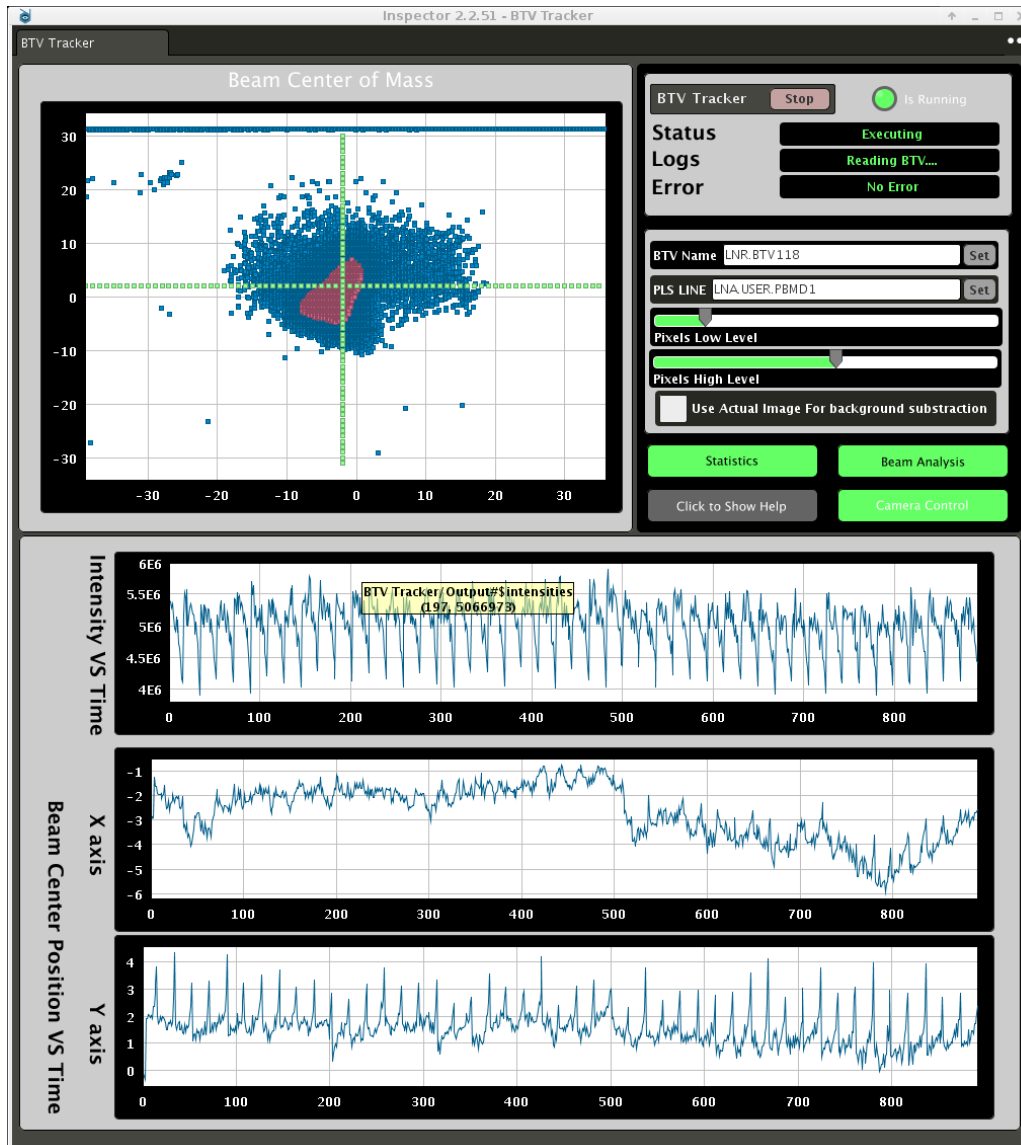 Inspector 2.2.51 - BTV Tracker
BTV Tracker
Beam Center of Mass
30
20
10
0
-10
-20
-30
-30 -20 -10 0 10 20 30
BTV Tracker Stop Is Running
Status Executing
Logs Reading BTV....
Error No Error
BTV Name LNR.BTV118 Set
PLS LINE LNA.USER.PBMD1 Set
Pixels Low Level
Pixels High Level
Use Actual Image For background substraction
Statistics Beam Analysis
Click to Show Help Camera Control
Intensity VS Time
6E6
5.5E6
5E6
4.5E6
4E6
BTV Tracker/Output#$intensities
(197, 5066973)
0 100 200 300 400 500 600 700 800
Beam Center Position VS Time
X axis
-1
-2
-3
-4
-5
-6
0 100 200 300 400 500 600 700 800
Y axis
4
3
2
1
0
0 100 200 300 400 500 600 700 800